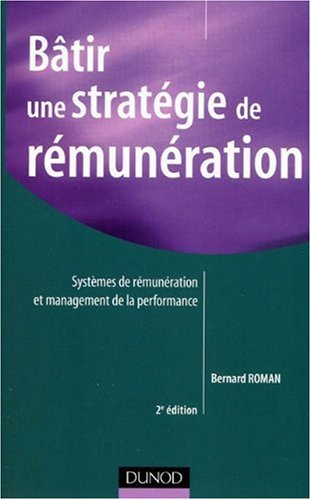 Bâtir
une stratégie de
rémunération
Systèmes de rémunération
et management de la performance
Bernard ROMAN
2e édition
DUNOD